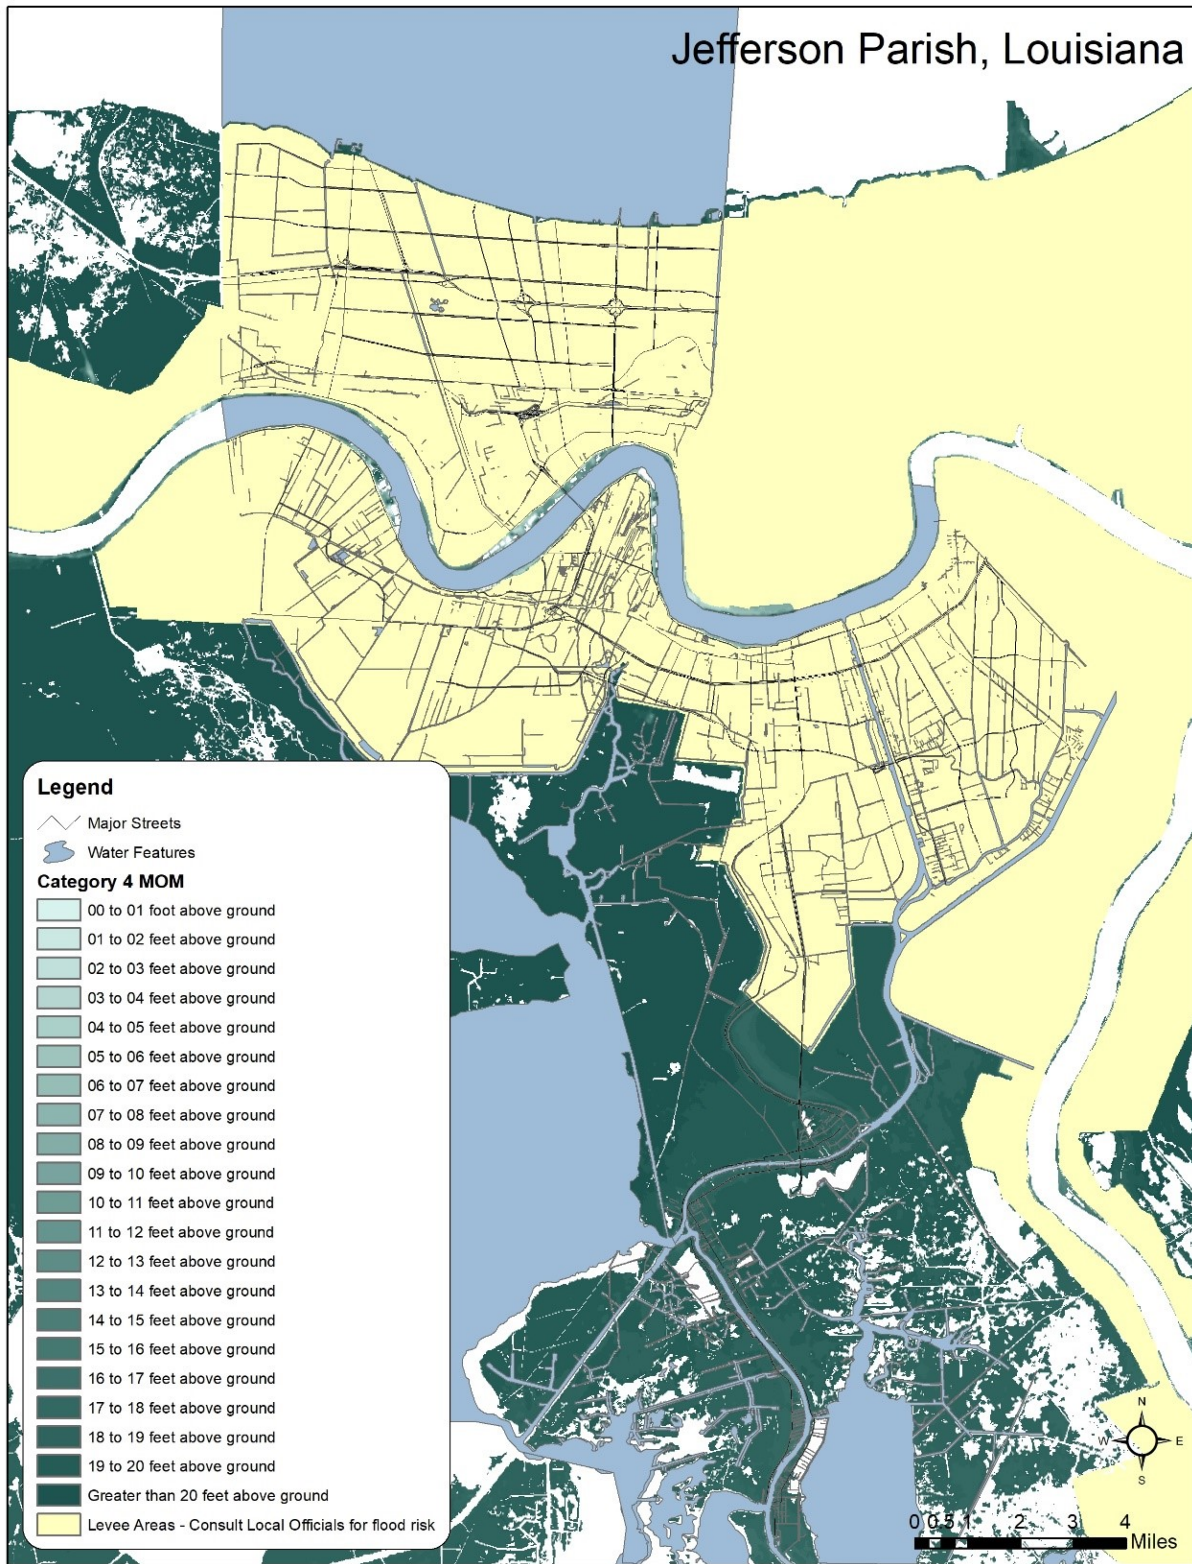 Jefferson Parish, Louisiana
Legend
Major Streets
Water Features
Category 4 MOM
00 to 01 foot above ground
01 to 02 feet above ground
02 to 03 feet above ground
03 to 04 feet above ground
04 to 05 feet above ground
05 to 06 feet above ground
06 to 07 feet above ground
07 to 08 feet above ground
08 to 09 feet above ground
09 to 10 feet above ground
10 to 11 feet above ground
11 to 12 feet above ground
12 to 13 feet above ground
13 to 14 feet above ground
14 to 15 feet above ground
15 to 16 feet above ground
16 to 17 feet above ground
17 to 18 feet above ground
18 to 19 feet above ground
19 to 20 feet above ground
Greater than 20 feet above ground
Levee Areas - Consult Local Officials for flood risk
N
W E
S
0 0.5 1 2 3 4
Miles